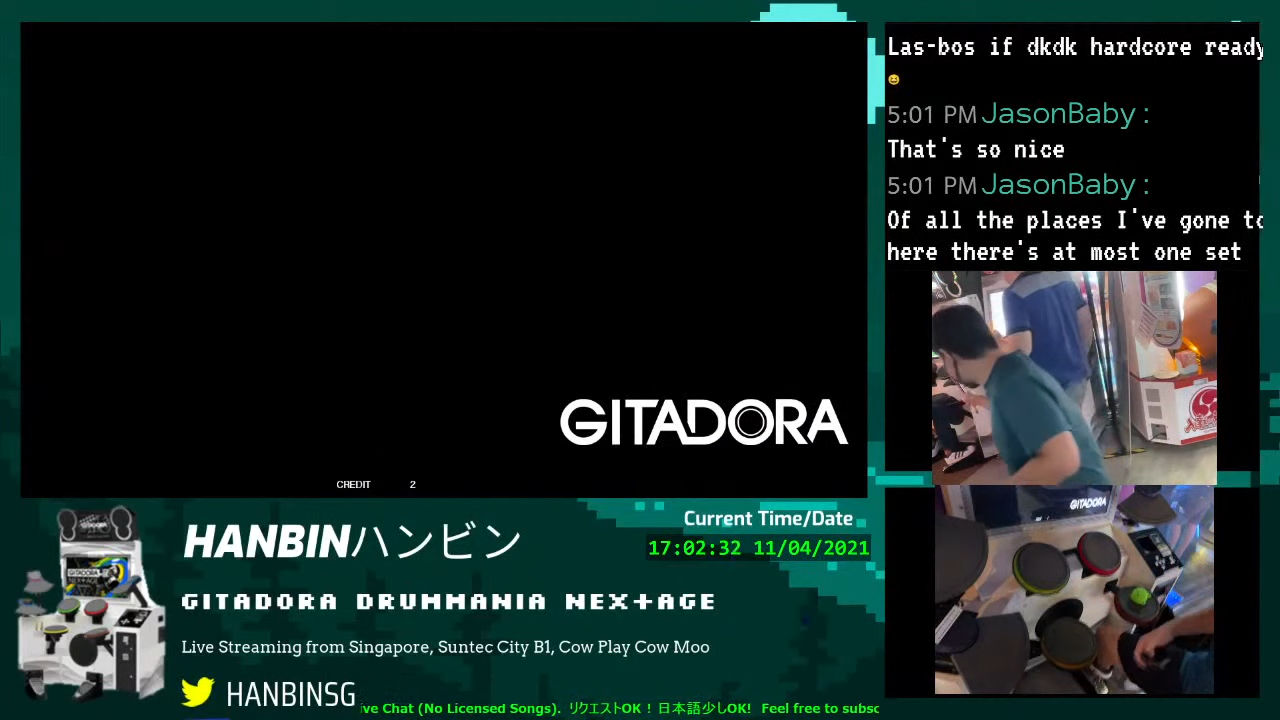 Las-bos if dkdk hardcore ready
5:01 PM JasonBaby :
That's so nice
5:01 PM JasonBaby :
Of all the places I've gone to
here there's at most one set
GITADORA
CREDIT 2
GITADORA
HANBINハンビン
Current Time/Date
17:02:32 11/04/2021
GITADORA DRUMMANIA NEX+AGE
Live Streaming from Singapore, Suntec City B1, Cow Play Cow Moo
HANBINSG
ve Chat (No Licensed Songs). リクエストOK！日本語少しOK! Feel free to subsc